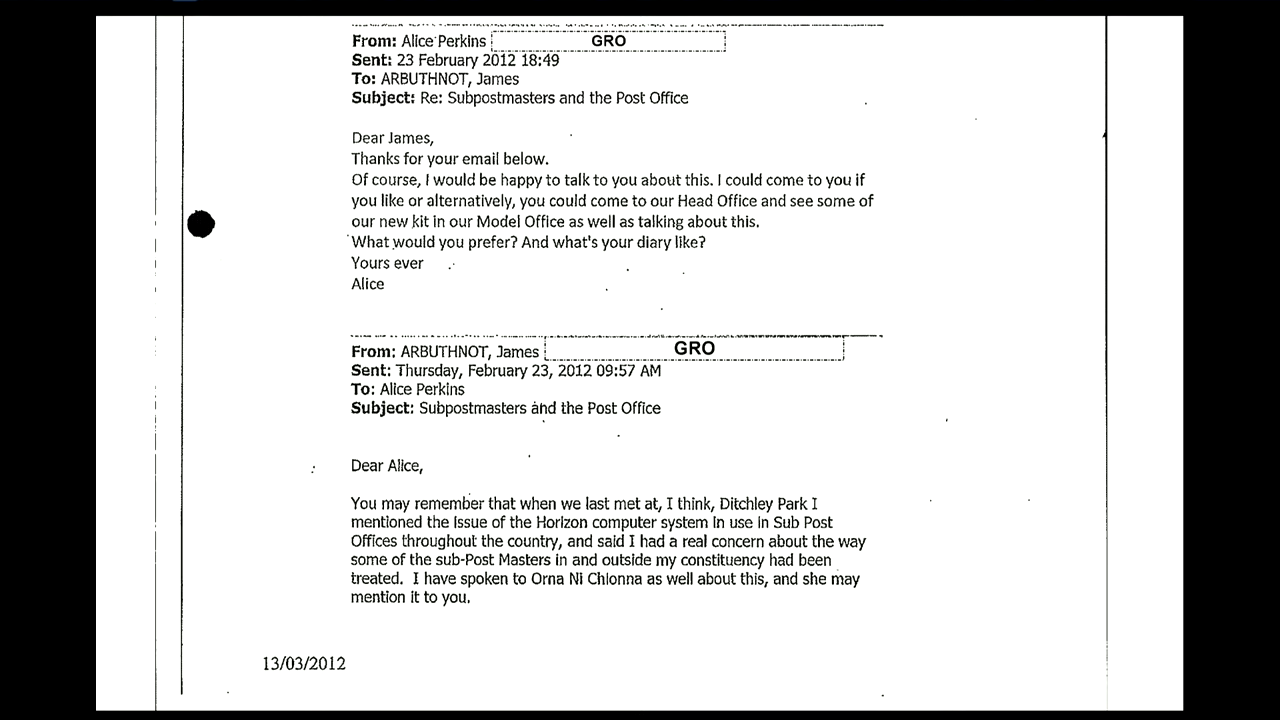 From: Alice Perkins GRO
Sent: 23 February 2012 18:49
To: ARBUTHNOT, James
Subject: Re: Subpostmasters and the Post Office
Dear James,
Thanks for your email below.
Of course, I would be happy to talk to you about this. I could come to you if
you like or alternatively, you could come to our Head Office and see some of
our new kit in our Model Office as well as talking about this.
What would you prefer? And what's your diary like?
Yours ever
Alice
From: ARBUTHNOT, James GRO
Sent: Thursday, February 23, 2012 09:57 AM
To: Alice Perkins
Subject: Subpostmasters and the Post Office
Dear Alice,
You may remember that when we last met at, I think, Ditchley Park I
mentioned the issue of the Horizon computer system in use in Sub Post
Offices throughout the country, and said I had a real concern about the way
some of the sub-Post Masters in and outside my constituency had been
treated. I have spoken to Orna Ni Chionna as well about this, and she may
mention it to you.
13/03/2012